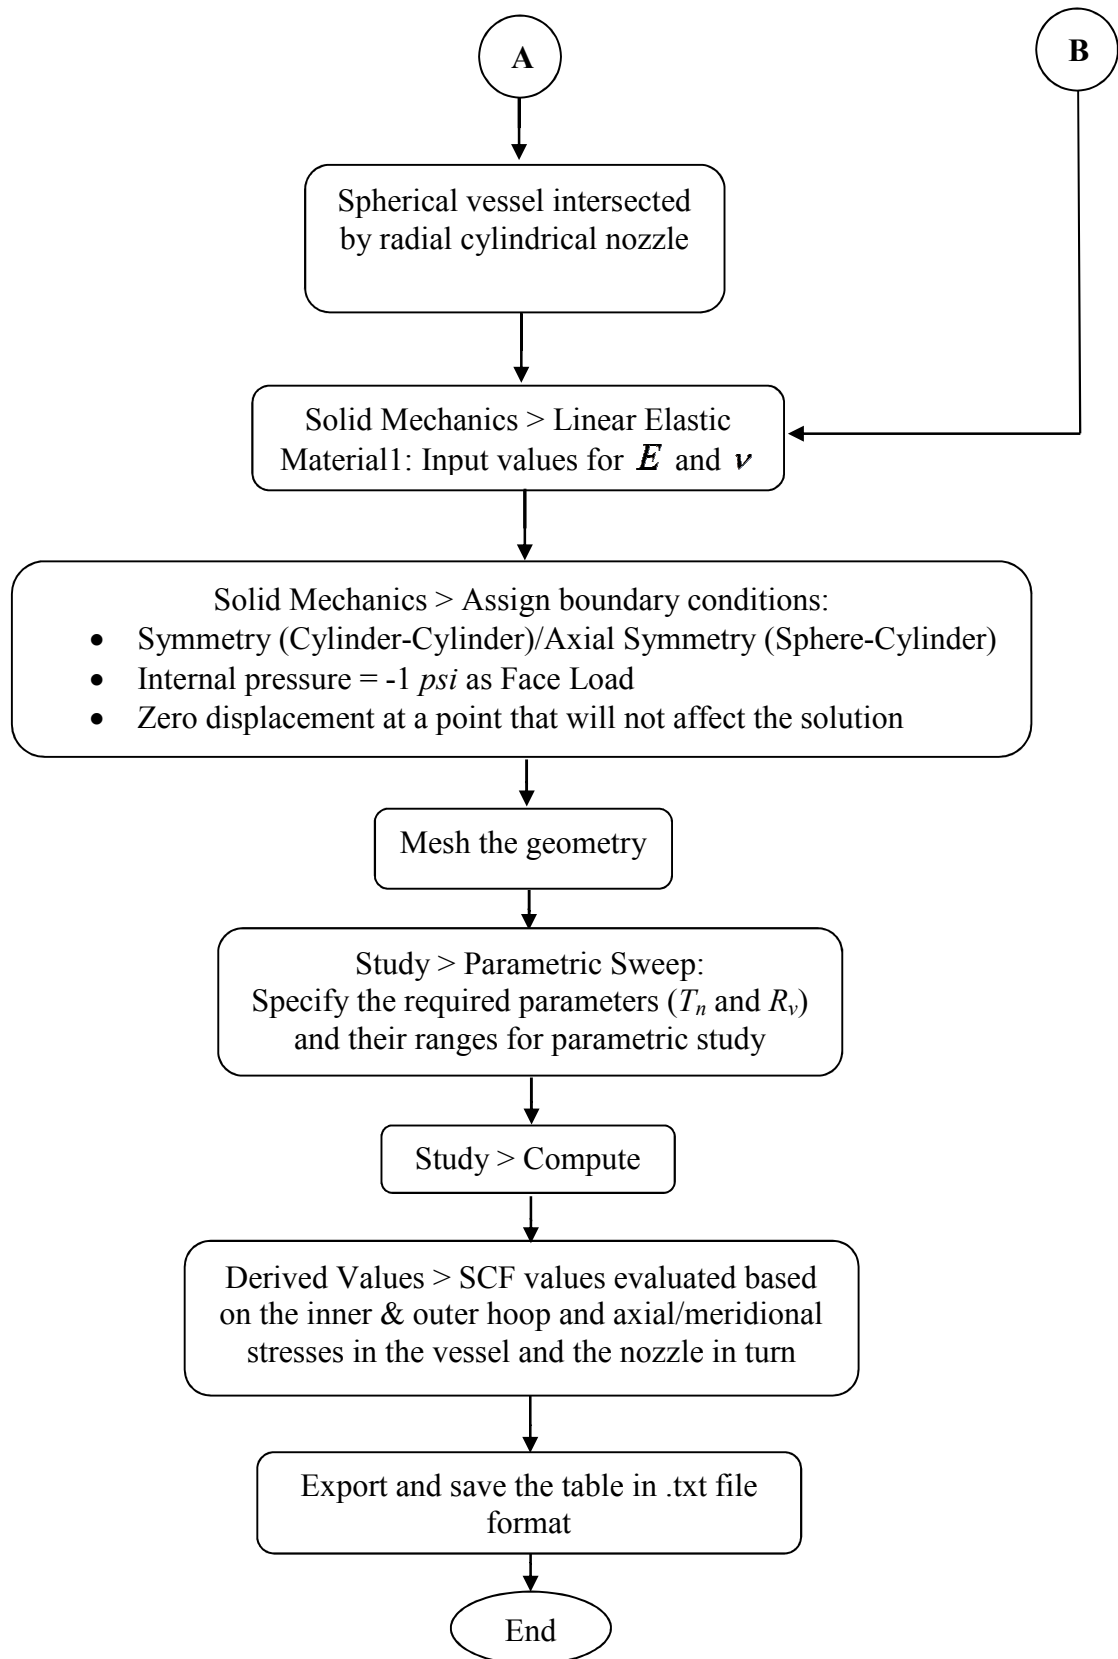 A
B
Spherical vessel intersected
by radial cylindrical nozzle
Solid Mechanics > Linear Elastic
Material1: Input values for E and ν
Solid Mechanics > Assign boundary conditions:
• Symmetry (Cylinder-Cylinder)/Axial Symmetry (Sphere-Cylinder)
• Internal pressure = -1 psi as Face Load
• Zero displacement at a point that will not affect the solution
Mesh the geometry
Study > Parametric Sweep:
Specify the required parameters (Tn and Rv)
and their ranges for parametric study
Study > Compute
Derived Values > SCF values evaluated based
on the inner & outer hoop and axial/meridional
stresses in the vessel and the nozzle in turn
Export and save the table in .txt file
format
End